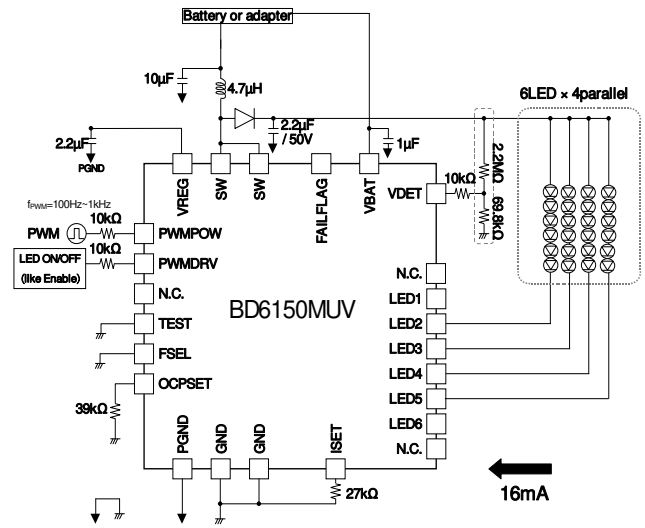 Battery or adapter
10µF
4.7µH
6LED × 4parallel
2.2µF
/ 50V
2.2µF
PGND
1µF
2.2MΩ
69.8kΩ
10kΩ
VREG
SW
SW
FAILFLAG
VBAT
VDET
fPWM=100Hz~1kHz
10kΩ
PWM
PWMPOW
10kΩ
LED ON/OFF
(like Enable)
PWMDRV
N.C.
TEST
FSEL
OCPSET
39kΩ
BD6150MUV
N.C.
LED1
LED2
LED3
LED4
LED5
LED6
N.C.
PGND
GND
GND
ISET
27kΩ
16mA